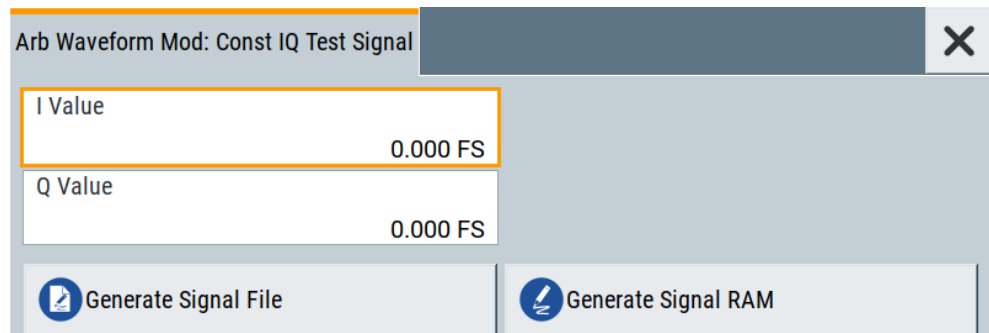 Arb Waveform Mod: Const IQ Test Signal
I Value
0.000 FS
Q Value
0.000 FS
Generate Signal File
Generate Signal RAM